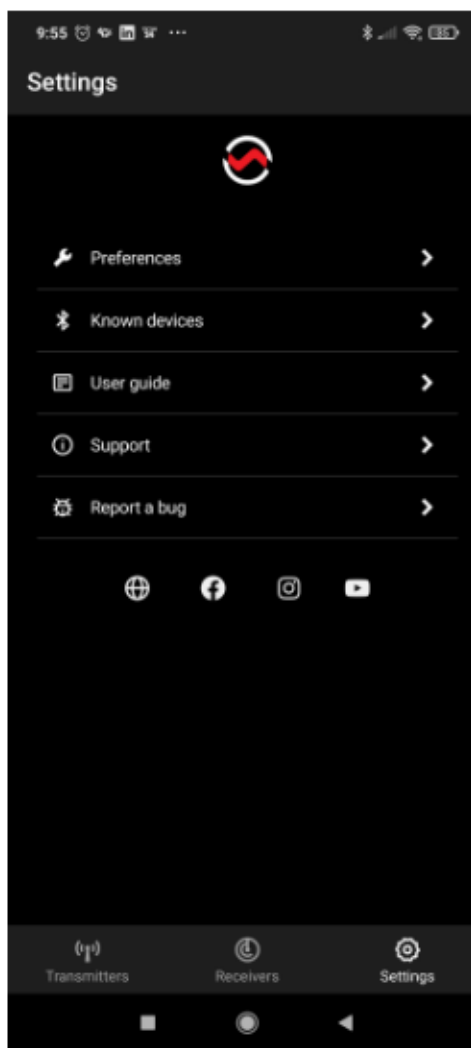 9:55
Settings
Preferences
Known devices
User guide
Support
Report a bug
Transmitters
Receivers
Settings